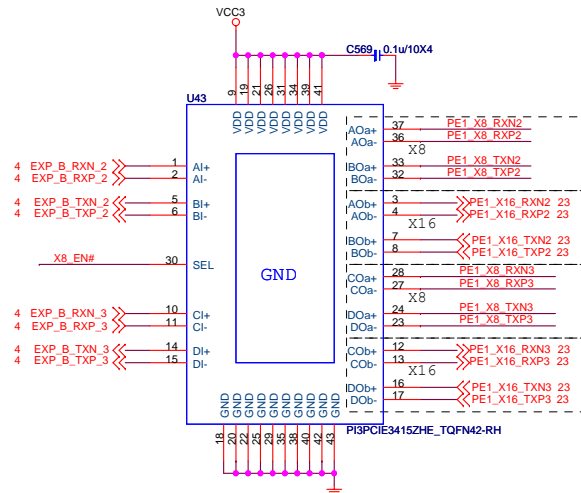 VCC3
C569 0.1u/10X4
U43
9 19 21 26 31 34 39 41
VDD VDD VDD VDD VDD VDD VDD VDD
4 EXP_B_RXN_2 1 AI+
4 EXP_B_RXP_2 2 AI-
4 EXP_B_TXN_2 5 BI+
4 EXP_B_TXP_2 6 BI-
X8_EN# 30 SEL
4 EXP_B_RXN_3 10 CI+
4 EXP_B_RXP_3 11 CI-
4 EXP_B_TXN_3 14 DI+
4 EXP_B_TXP_3 15 DI-
GND
AOa+ 37 PE1_X8_RXN2
AOa- 36 PE1_X8_RXP2
X8
BOa+ 33 PE1_X8_TXN2
BOa- 32 PE1_X8_TXP2
AOb+ 3 PE1_X16_RXN2 23
AOb- 4 PE1_X16_RXP2 23
X16
BOb+ 7 PE1_X16_TXN2 23
BOb- 8 PE1_X16_TXP2 23
COa+ 28 PE1_X8_RXN3
COa- 27 PE1_X8_RXP3
X8
DOa+ 24 PE1_X8_TXN3
DOa- 23 PE1_X8_TXP3
COb+ 12 PE1_X16_RXN3 23
COb- 13 PE1_X16_RXP3 23
X16
DOb+ 16 PE1_X16_TXN3 23
DOb- 17 PE1_X16_TXP3 23
GND GND GND GND GND GND GND GND GND GND
18 20 22 25 29 35 38 40 42 43
PI3PCIE3415ZHE_TQFN42-RH